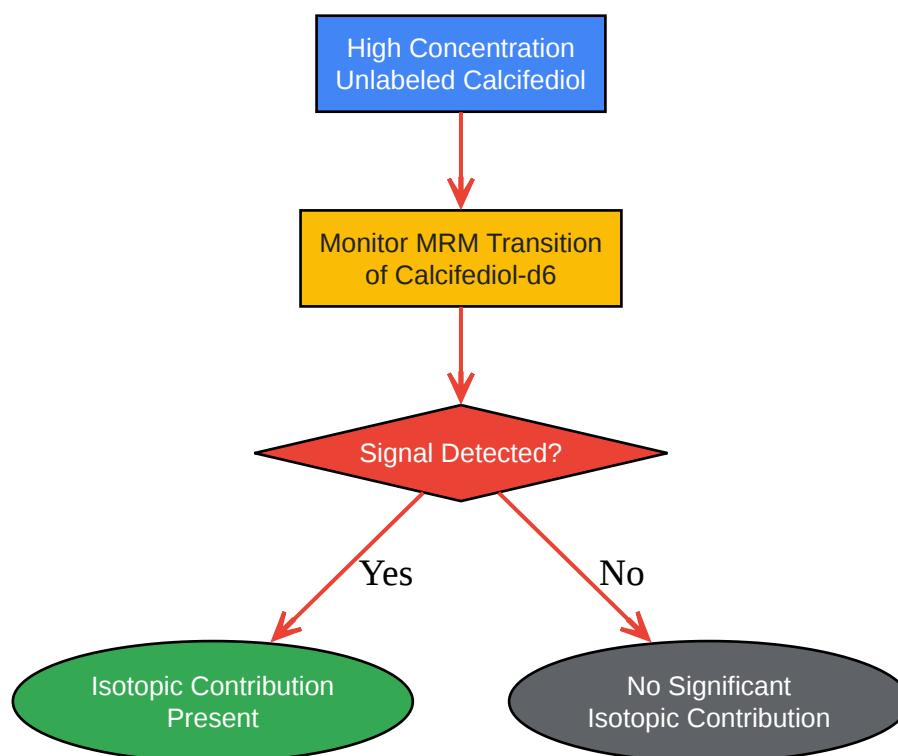 High Concentration
Unlabeled Calcifediol
Monitor MRM Transition
of Calcifediol-d6
Signal Detected?
Yes
No
Isotopic Contribution
Present
No Significant
Isotopic Contribution